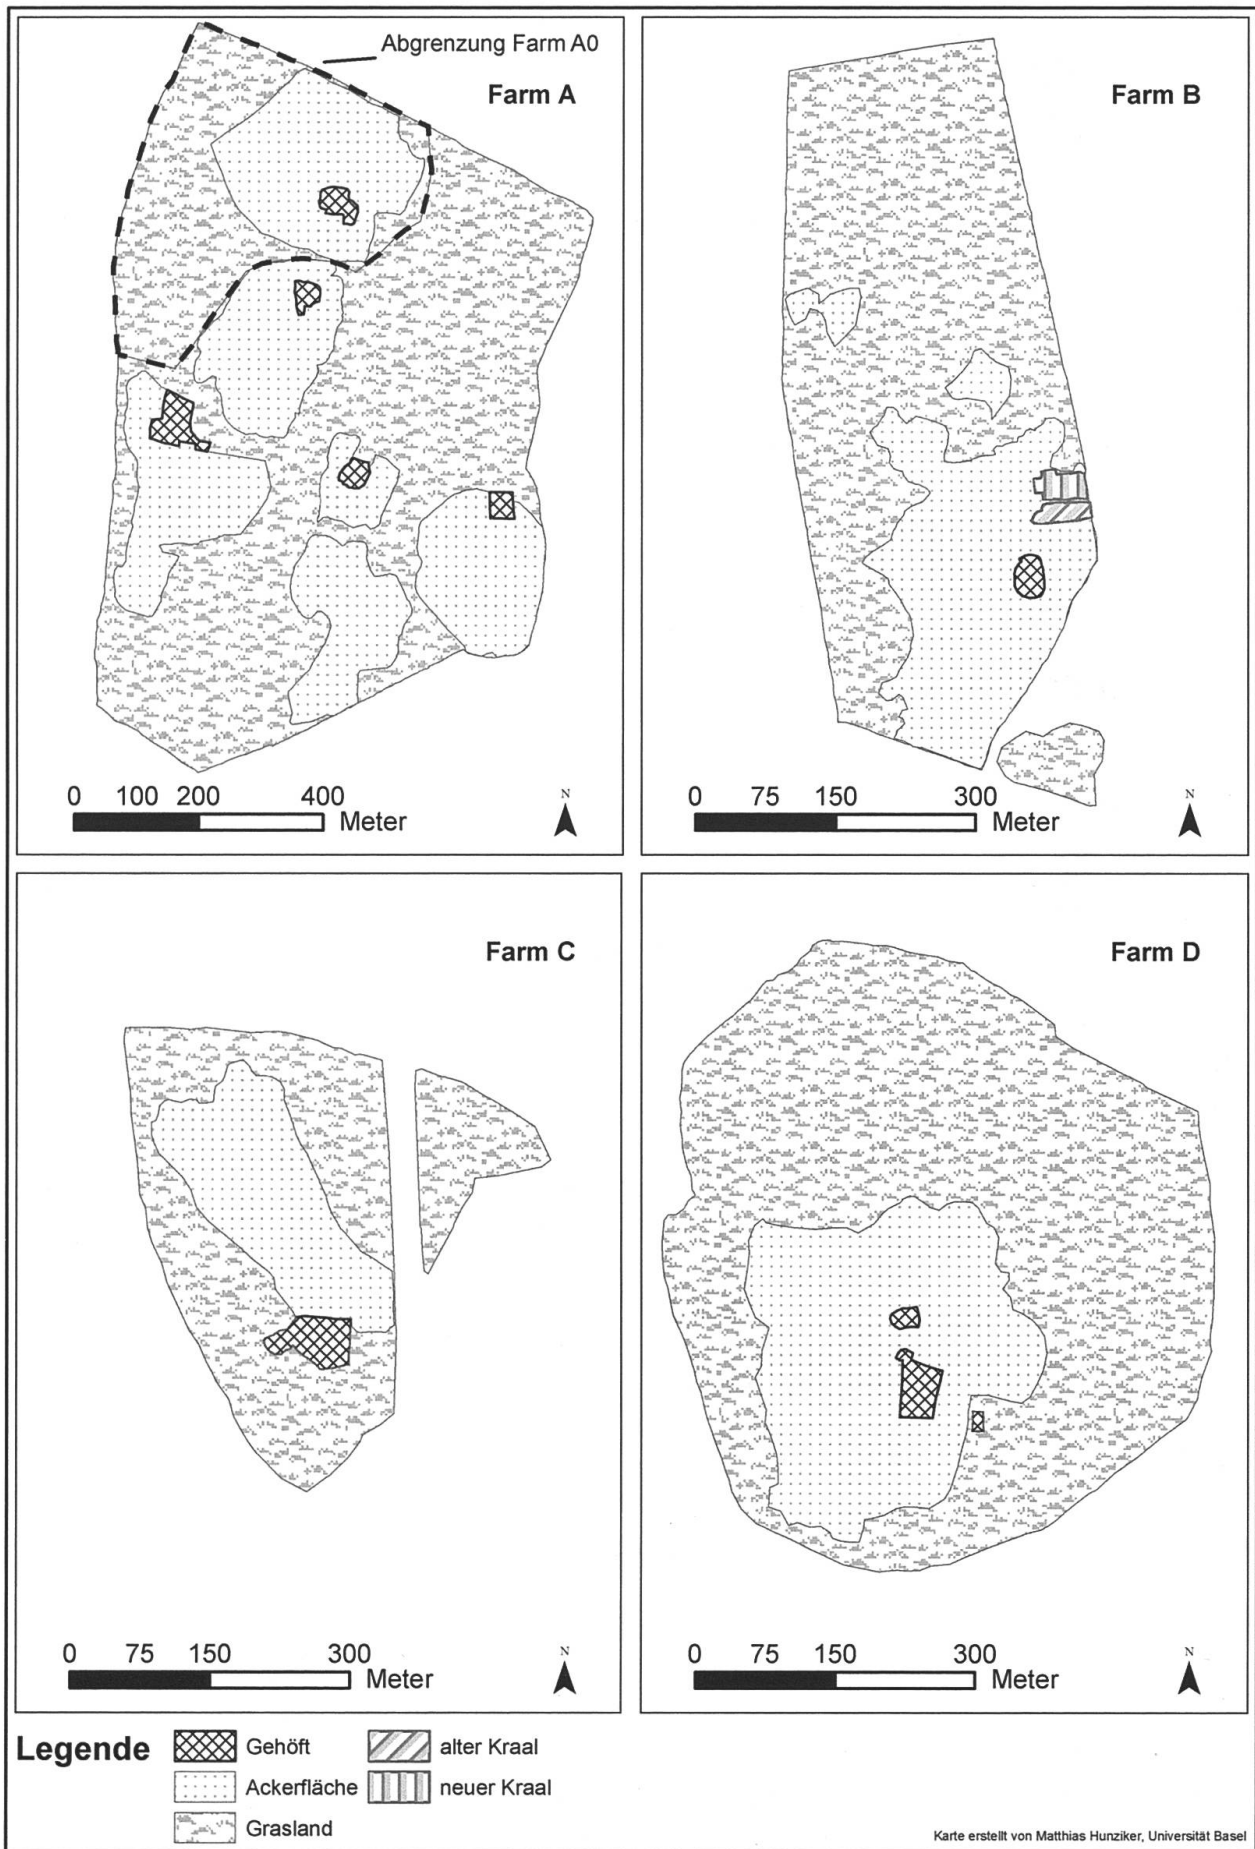 Abgrenzung Farm A0
Farm A
0 100 200 400
Meter
N
Farm B
0 75 150 300
Meter
N
Farm C
0 75 150 300
Meter
N
Farm D
0 75 150 300
Meter
N
Legende
Gehöft
Ackerfläche
Grasland
alter Kraal
neuer Kraal
Karte erstellt von Matthias Hunziker, Universität Basel